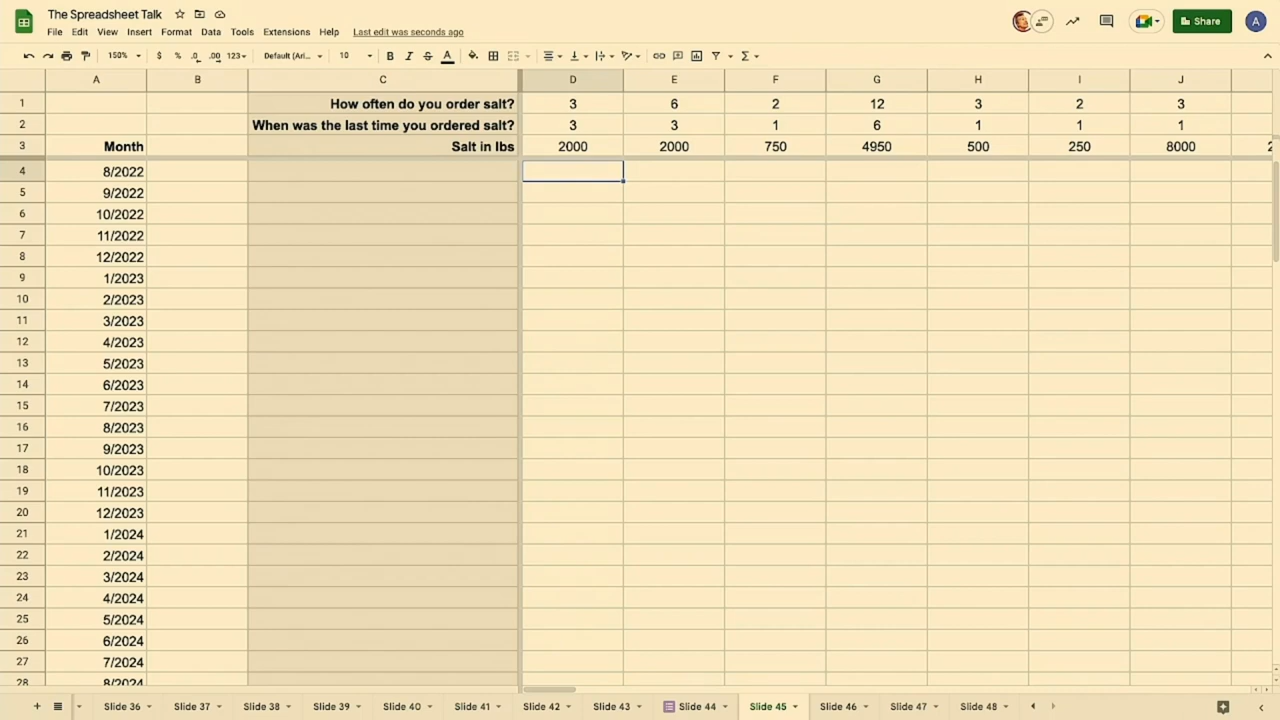 The Spreadsheet Talk
File Edit View Insert Format Data Tools Extensions Help Last edit was seconds ago
Share A
150% $ % .0 .00 123 Default (Ari... 10 B I S A
A B C D E F G H I J
1 How often do you order salt? 3 6 2 12 3 2 3
2 When was the last time you ordered salt? 3 3 1 6 1 1 1
3 Month Salt in lbs 2000 2000 750 4950 500 250 8000 2
4 8/2022
5 9/2022
6 10/2022
7 11/2022
8 12/2022
9 1/2023
10 2/2023
11 3/2023
12 4/2023
13 5/2023
14 6/2023
15 7/2023
16 8/2023
17 9/2023
18 10/2023
19 11/2023
20 12/2023
21 1/2024
22 2/2024
23 3/2024
24 4/2024
25 5/2024
26 6/2024
27 7/2024
28 8/2024
Slide 36 Slide 37 Slide 38 Slide 39 Slide 40 Slide 41 Slide 42 Slide 43 Slide 44 Slide 45 Slide 46 Slide 47 Slide 48